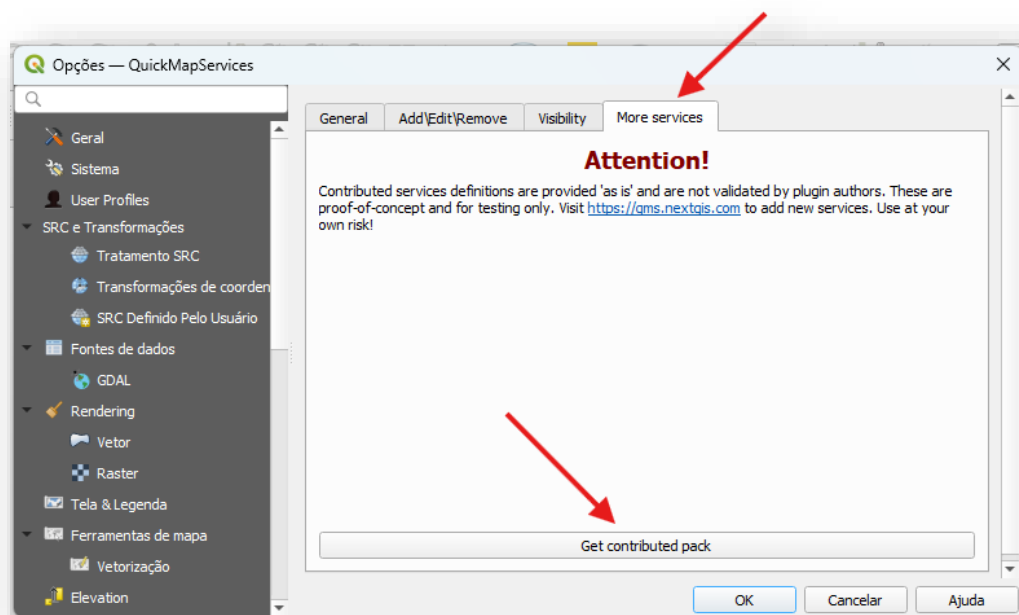 Opções — QuickMapServices
Geral
Sistema
User Profiles
SRC e Transformações
Tratamento SRC
Transformações de coorden
SRC Definido Pelo Usuário
Fontes de dados
GDAL
Rendering
Vetor
Raster
Tela & Legenda
Ferramentas de mapa
Vetorização
Elevation
General Add\Edit\Remove Visibility More services
Attention!
Contributed services definitions are provided 'as is' and are not validated by plugin authors. These are
proof-of-concept and for testing only. Visit https://qms.nextgis.com to add new services. Use at your
own risk!
Get contributed pack
OK Cancelar Ajuda